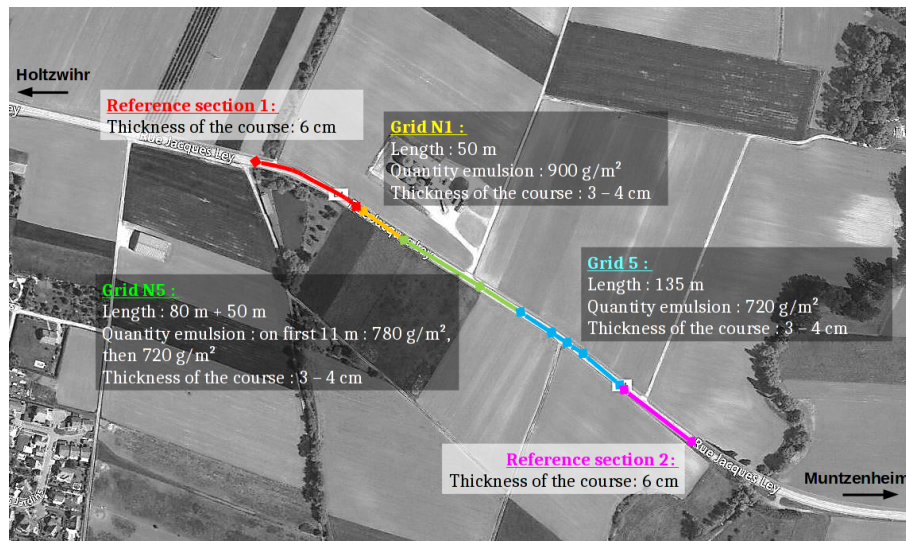 Holtzwihr
ey
Reference section 1:
Thickness of the course: 6 cm
Rue Jacques Ley
Grid N1 :
Length : 50 m
Quantity emulsion : 900 g/m²
Thickness of the course : 3 – 4 cm
Grid N5 :
Length : 80 m + 50 m
Quantity emulsion : on first 11 m : 780 g/m²,
then 720 g/m²
Thickness of the course : 3 – 4 cm
Grid 5 :
Length : 135 m
Quantity emulsion : 720 g/m²
Thickness of the course : 3 – 4 cm
Reference section 2:
Thickness of the course: 6 cm
Rue Jacques Ley
Muntzenheim